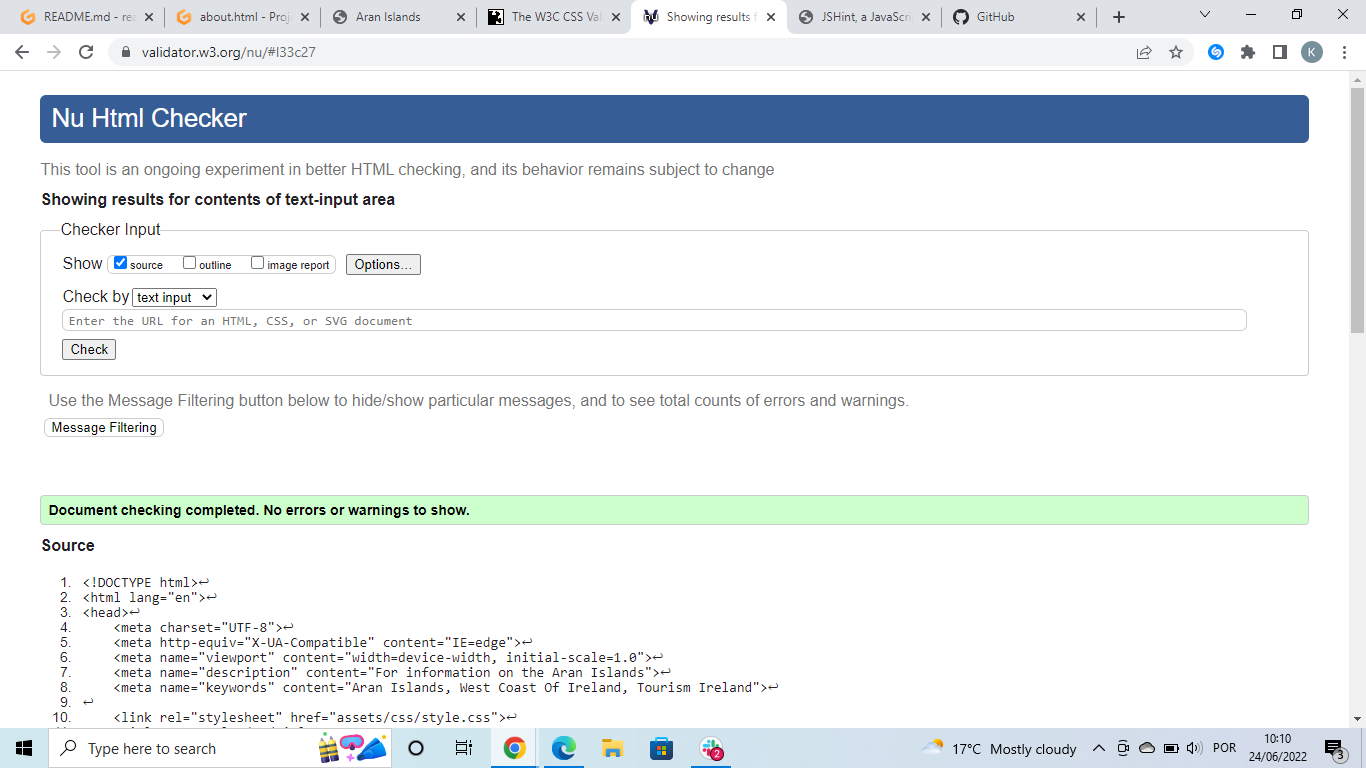 README.md - rea
about.html - Proj
Aran Islands
The W3C CSS Val
Showing results f
JSHint, a JavaScri
GitHub
validator.w3.org/nu/#l33c27
K
Nu Html Checker
This tool is an ongoing experiment in better HTML checking, and its behavior remains subject to change
Showing results for contents of text-input area
Checker Input
Show source outline image report Options...
Check by text input
Enter the URL for an HTML, CSS, or SVG document
Check
Use the Message Filtering button below to hide/show particular messages, and to see total counts of errors and warnings.
Message Filtering
Document checking completed. No errors or warnings to show.
Source
1. <!DOCTYPE html>↩
2. <html lang="en">↩
3. <head>↩
4. <meta charset="UTF-8">↩
5. <meta http-equiv="X-UA-Compatible" content="IE=edge">↩
6. <meta name="viewport" content="width=device-width, initial-scale=1.0">↩
7. <meta name="description" content="For information on the Aran Islands">↩
8. <meta name="keywords" content="Aran Islands, West Coast Of Ireland, Tourism Ireland">↩
9. ↩
10. <link rel="stylesheet" href="assets/css/style.css">↩
Type here to search
2
17°C Mostly cloudy
POR
10:10
24/06/2022
3